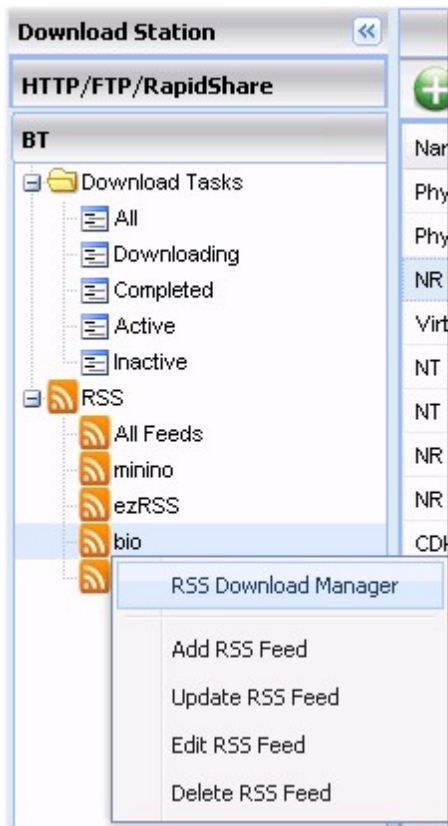 Download Station
HTTP/FTP/RapidShare
BT
Download Tasks
All
Downloading
Completed
Active
Inactive
RSS
All Feeds
minino
ezRSS
bio
RSS Download Manager
Add RSS Feed
Update RSS Feed
Edit RSS Feed
Delete RSS Feed
Nar
Phy
Phy
NR
Virt
NT
NT
NR
NR